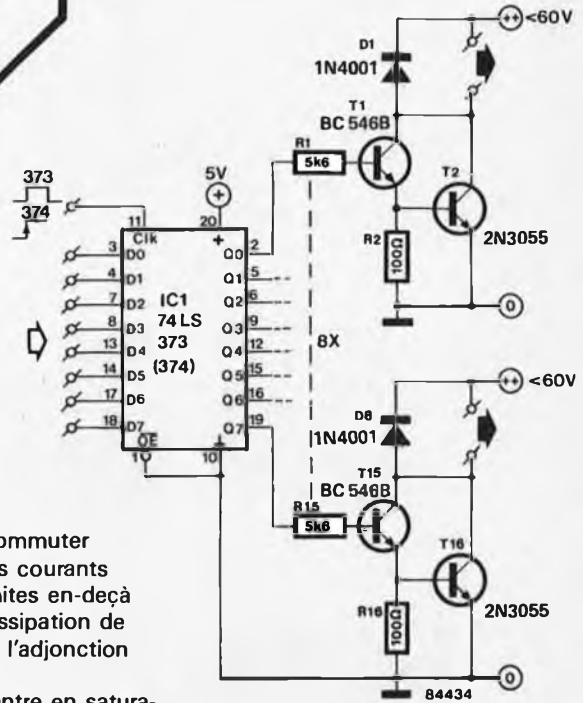 ++ <60V
D1
1N4001
T1
BC 546B
R1
5k6
T2
2N3055
R2
100Ω
0
373
374
5V
+
11 20
Clk +
3 D0 Q0 2
4 D1 Q1 5
7 D2 Q2 6
8 D3 Q3 9
13 D4 Q4 12
14 D5 Q5 15
17 D6 Q6 16
18 D7 Q7 19
IC1
74LS
373
(374)
OE ⊥
1 10
8X
++ <60V
D8
1N4001
T15
BC 546B
R15
5k6
T16
2N3055
R16
100Ω
0
84434
ommuter
s courants
ites en-deçà
issipation de
l'adjonction
ntre en satura-